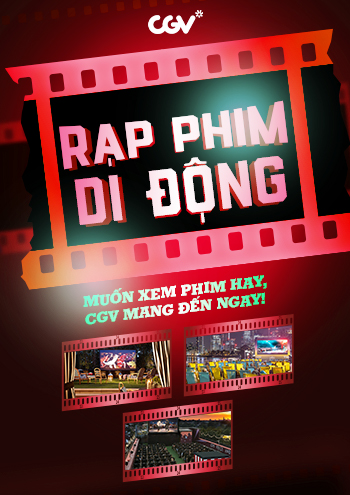 CGV*
RẠP PHIM
DI ĐỘNG
MUỐN XEM PHIM HAY,
CGV MANG ĐẾN NGAY!